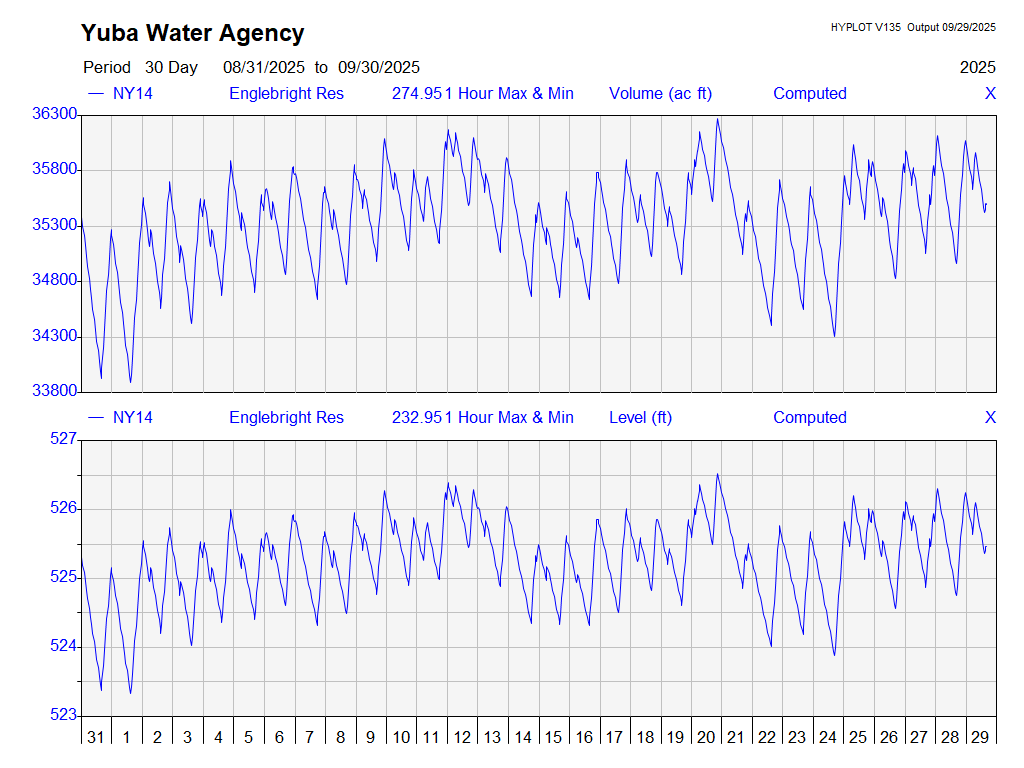 Yuba Water Agency
HYPLOT V135 Output 09/29/2025
Period 30 Day 08/31/2025 to 09/30/2025 2025
NY14 Englebright Res 274.951 Hour Max & Min Volume (ac ft) Computed X
36300
35800
35300
34800
34300
33800
NY14 Englebright Res 232.951 Hour Max & Min Level (ft) Computed X
527
526
525
524
523
31 1 2 3 4 5 6 7 8 9 10 11 12 13 14 15 16 17 18 19 20 21 22 23 24 25 26 27 28 29